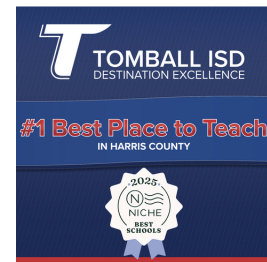 T
TOMBALL ISD
DESTINATION EXCELLENCE
#1 Best Place to Teach
IN HARRIS COUNTY
2025
N
NICHE
BEST
SCHOOLS